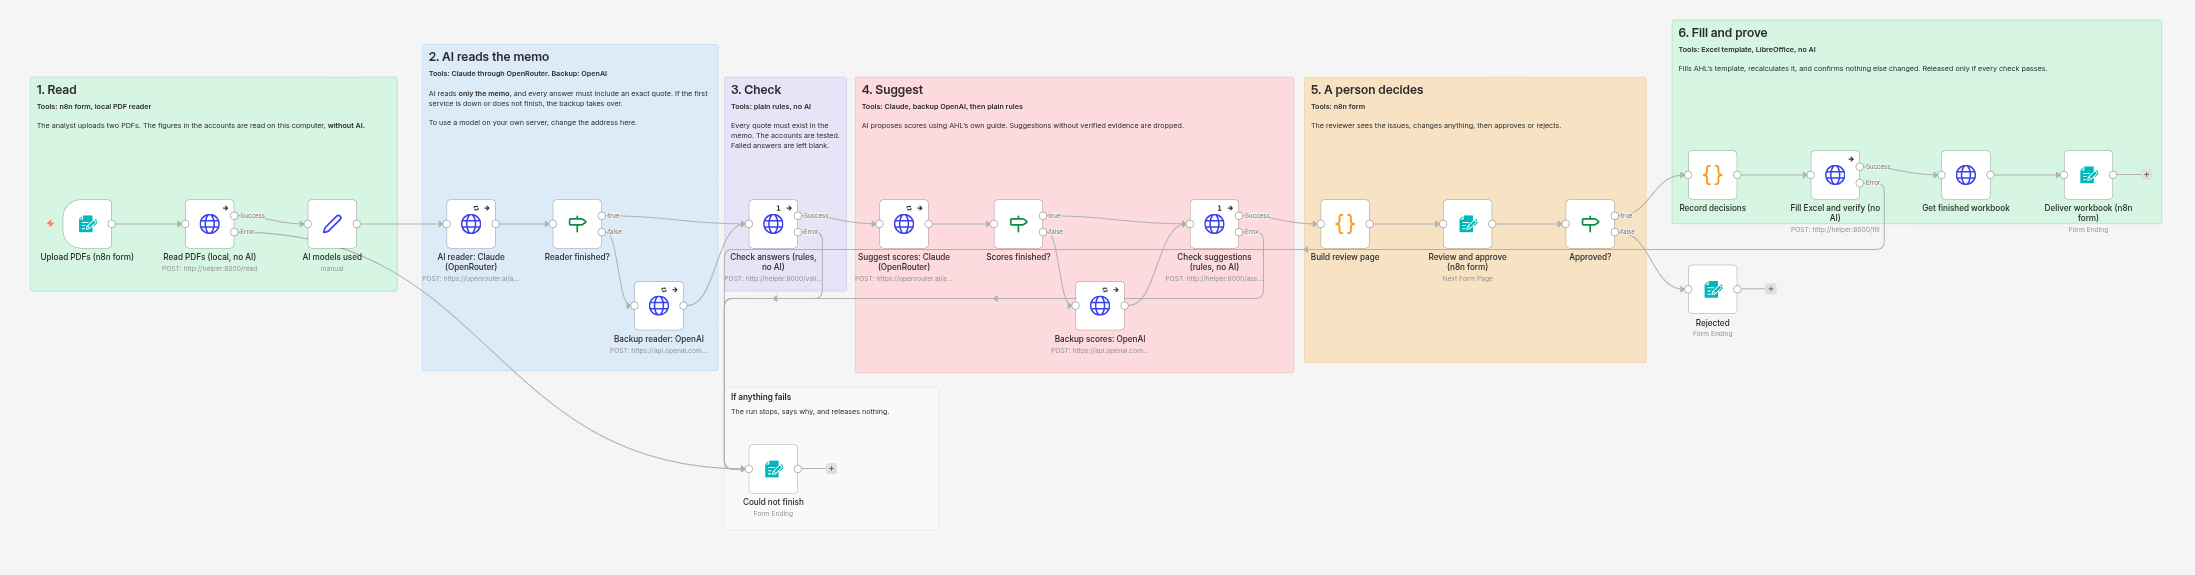 1. Read
Tools: n8n form, local PDF reader
The analyst uploads two PDFs. The figures in the accounts are read on this computer, without AI.
Upload PDFs (n8n form)
Success
Error
Read PDFs (local, no AI)
POST: http://helper:8000/read
AI models used
manual
2. AI reads the memo
Tools: Claude through OpenRouter. Backup: OpenAI
AI reads only the memo, and every answer must include an exact quote. If the first
service is down or does not finish, the backup takes over.
To use a model on your own server, change the address here.
AI reader: Claude
(OpenRouter)
POST: https://openrouter.ai/a...
true
false
Reader finished?
Backup reader: OpenAI
POST: https://api.openai.com...
3. Check
Tools: plain rules, no AI
Every quote must exist in the
memo. The accounts are tested.
Failed answers are left blank.
1
Success
Error
Check answers (rules,
no AI)
POST: http://helper:8000/vali...
4. Suggest
Tools: Claude, backup OpenAI, then plain rules
AI proposes scores using AHL's own guide. Suggestions without verified evidence are dropped.
Suggest scores: Claude
(OpenRouter)
POST: https://openrouter.ai/a...
true
false
Scores finished?
Backup scores: OpenAI
POST: https://api.openai.com...
1
Success
Error
Check suggestions
(rules, no AI)
POST: http://helper:8000/ass...
5. A person decides
Tools: n8n form
The reviewer sees the issues, changes anything, then approves or rejects.
Build review page
Review and approve
(n8n form)
Next Form Page
true
false
Approved?
6. Fill and prove
Tools: Excel template, LibreOffice, no AI
Fills AHL's template, recalculates it, and confirms nothing else changed. Released only if every check passes.
Record decisions
Success
Error
Fill Excel and verify (no
AI)
POST: http://helper:8000/fill
Get finished workbook
Deliver workbook (n8n
form)
Form Ending
Rejected
Form Ending
If anything fails
The run stops, says why, and releases nothing.
Could not finish
Form Ending